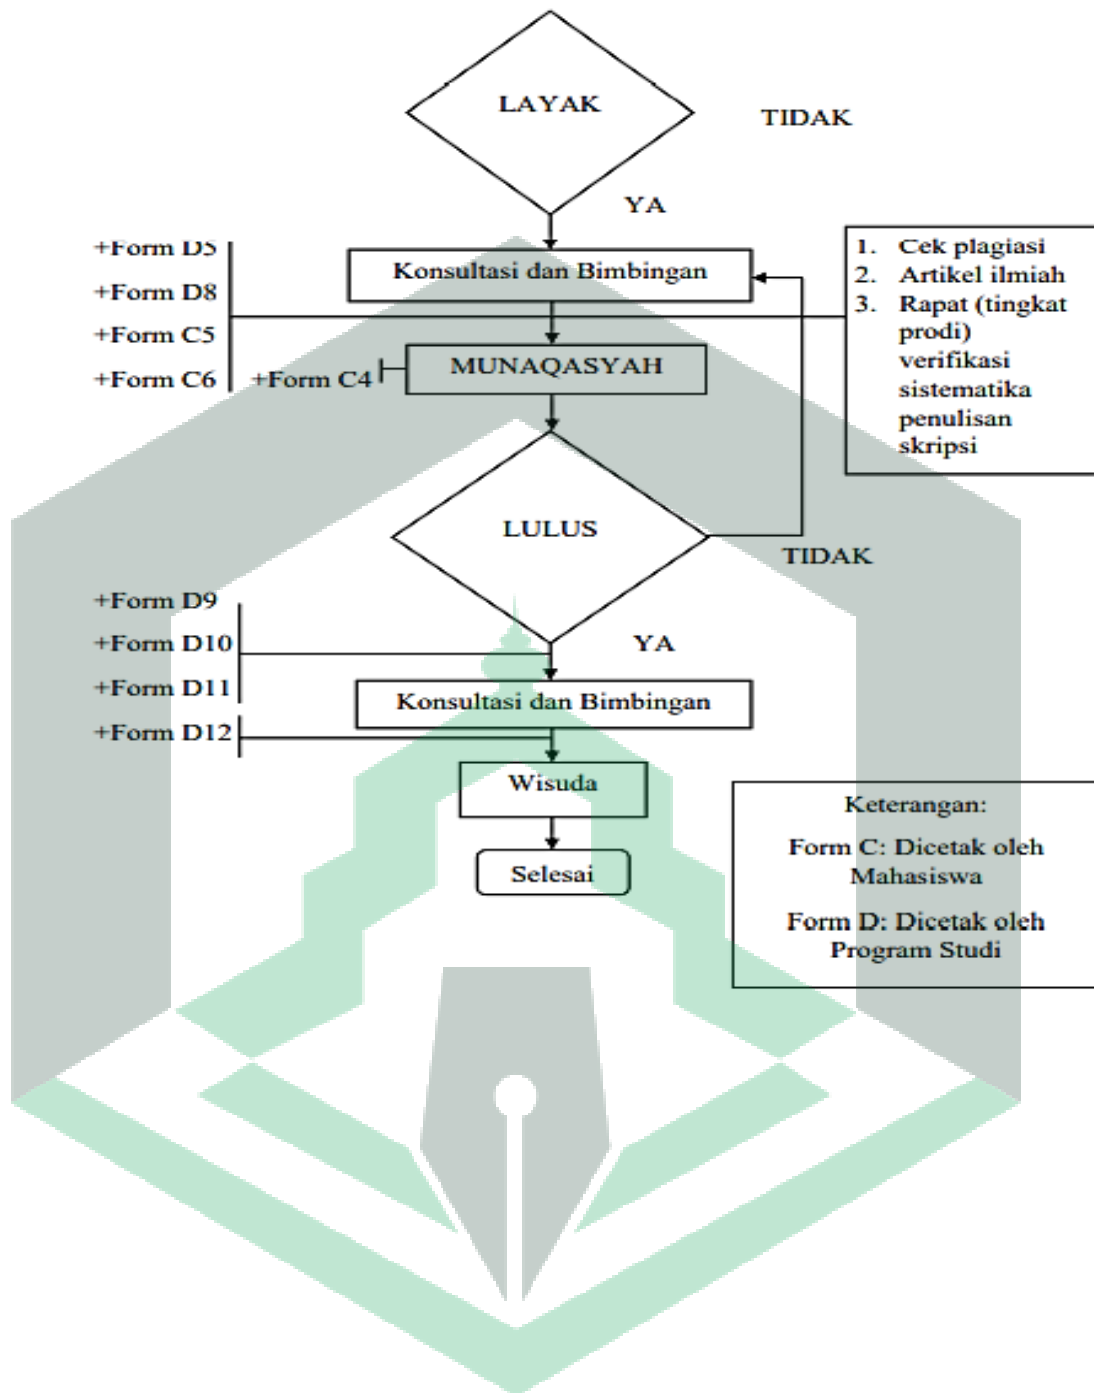 LAYAK
TIDAK
YA
+Form D5
+Form D8
+Form C5
+Form C6
Konsultasi dan Bimbingan
1. Cek plagiasi
2. Artikel ilmiah
3. Rapat (tingkat
prodi)
verifikasi
sistematika
penulisan
skripsi
+Form C4
MUNAQASYAH
LULUS
TIDAK
YA
+Form D9
+Form D10
+Form D11
+Form D12
Konsultasi dan Bimbingan
Wisuda
Selesai
Keterangan:
Form C: Dicetak oleh
Mahasiswa
Form D: Dicetak oleh
Program Studi